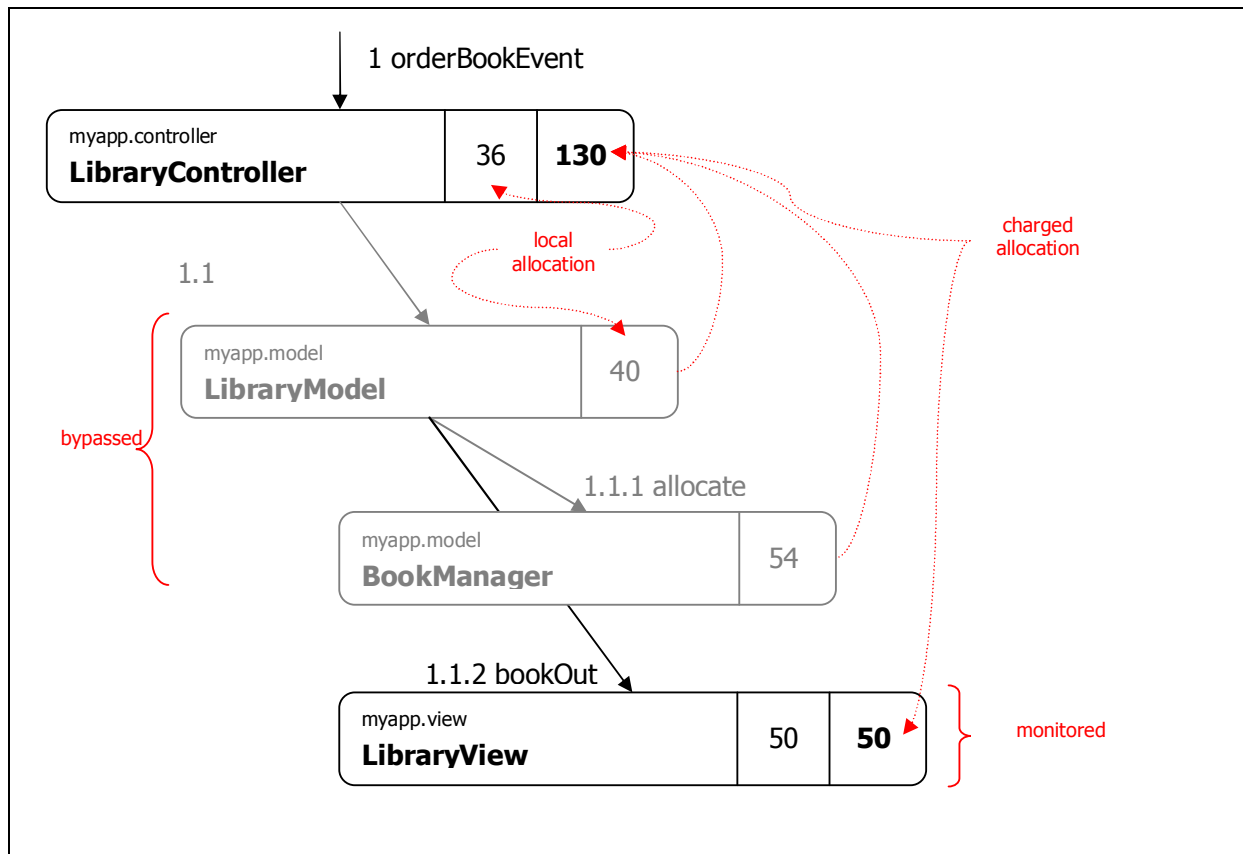 1 orderBookEvent
myapp.controller
LibraryController
36
130
local
allocation
charged
allocation
1.1
myapp.model
LibraryModel
40
bypassed
1.1.1 allocate
myapp.model
BookManager
54
1.1.2 bookOut
myapp.view
LibraryView
50
50
monitored